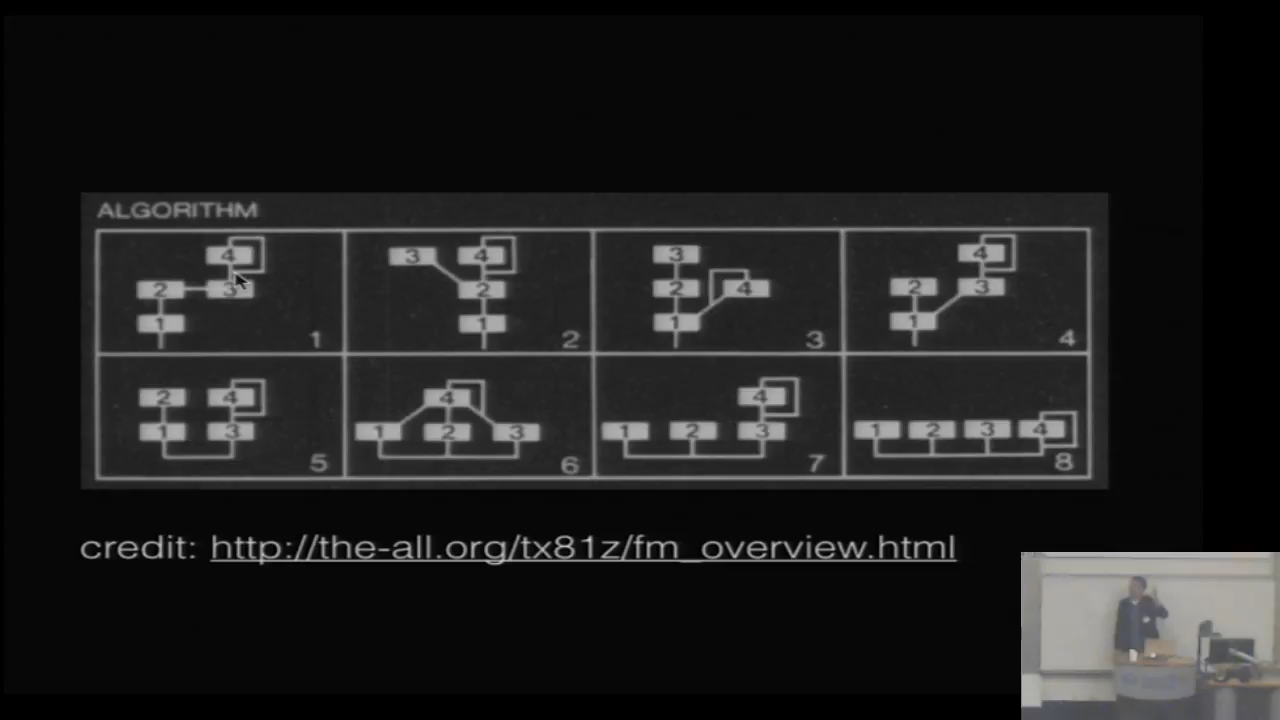 ALGORITHM
4 3 4 3 4
2 3 2 2 4 2 3
1 1 1 1
1 2 3 4
2 4 4 4
1 3 1 2 3 1 2 3 1 2 3 4
5 6 7 8
credit: http://the-all.org/tx81z/fm_overview.html